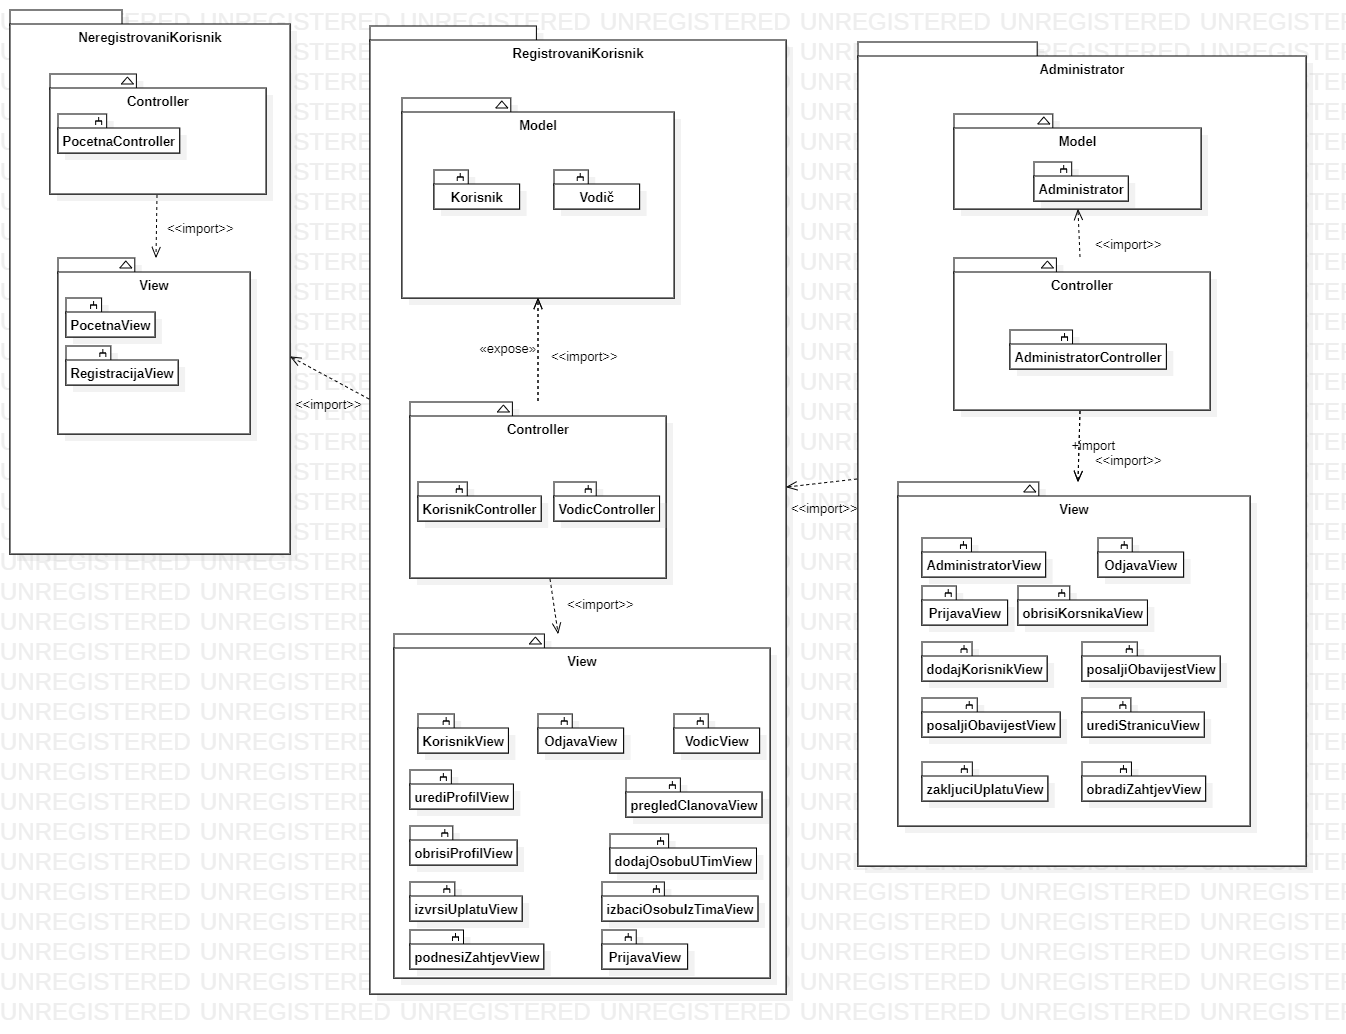 NeregistrovaniKorisnik
Controller
PocetnaController
<<import>>
View
PocetnaView
RegistracijaView
<<import>>
RegistrovaniKorisnik
Model
Korisnik
Vodič
«expose»
<<import>>
Controller
KorisnikController
VodicController
<<import>>
View
KorisnikView
OdjavaView
VodicView
urediProfilView
pregledClanovaView
obrisiProfilView
dodajOsobuUTimView
izvrsiUplatuView
izbaciOsobuIzTimaView
podnesiZahtjevView
PrijavaView
<<import>>
Administrator
Model
Administrator
<<import>>
Controller
AdministratorController
+import
<<import>>
View
AdministratorView
OdjavaView
PrijavaView
obrisiKorsnikaView
dodajKorisnikView
posaljiObavijestView
posaljiObavijestView
urediStranicuView
zakljuciUplatuView
obradiZahtjevView
UNREGISTERED UNREGISTERED UNREGISTERED UNREGISTERED UNREGISTERED UNREGISTERED